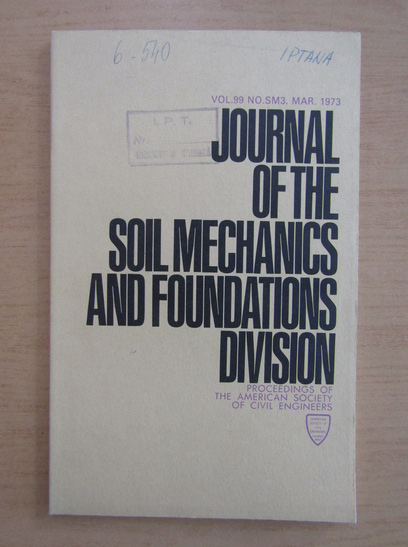 6-540
IPTANA
VOL.99 NO.SM3. MAR. 1973
I.P.T.
JOURNAL
OF THE
SOIL MECHANICS
AND FOUNDATIONS
DIVISION
PROCEEDINGS OF
THE AMERICAN SOCIETY
OF CIVIL ENGINEERS